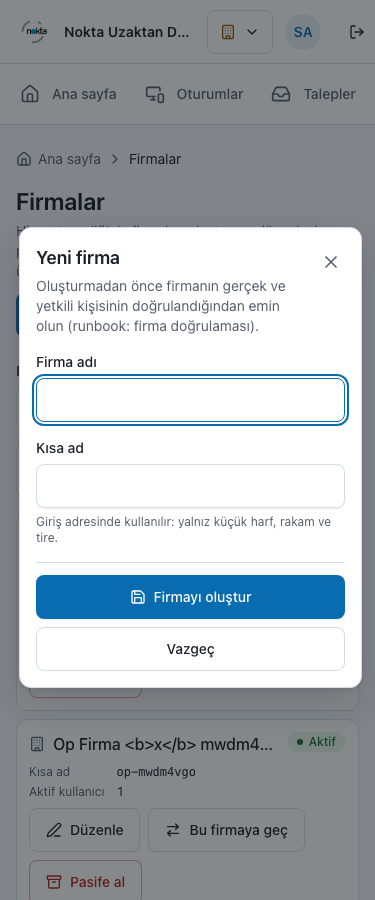 nokta
Nokta Uzaktan D...
SA
Ana sayfa
Oturumlar
Talepler
Ana sayfa > Firmalar
Firmalar
Yeni firma
Oluşturmadan önce firmanın gerçek ve
yetkili kişisinin doğrulandığından emin
olun (runbook: firma doğrulaması).
Firma adı
Kısa ad
Giriş adresinde kullanılır: yalnız küçük harf, rakam ve
tire.
Firmayı oluştur
Vazgeç
Op Firma <b>x</b> mwdm4...
Aktif
Kısa ad op-mwdm4vgo
Aktif kullanıcı 1
Düzenle
Bu firmaya geç
Pasife al